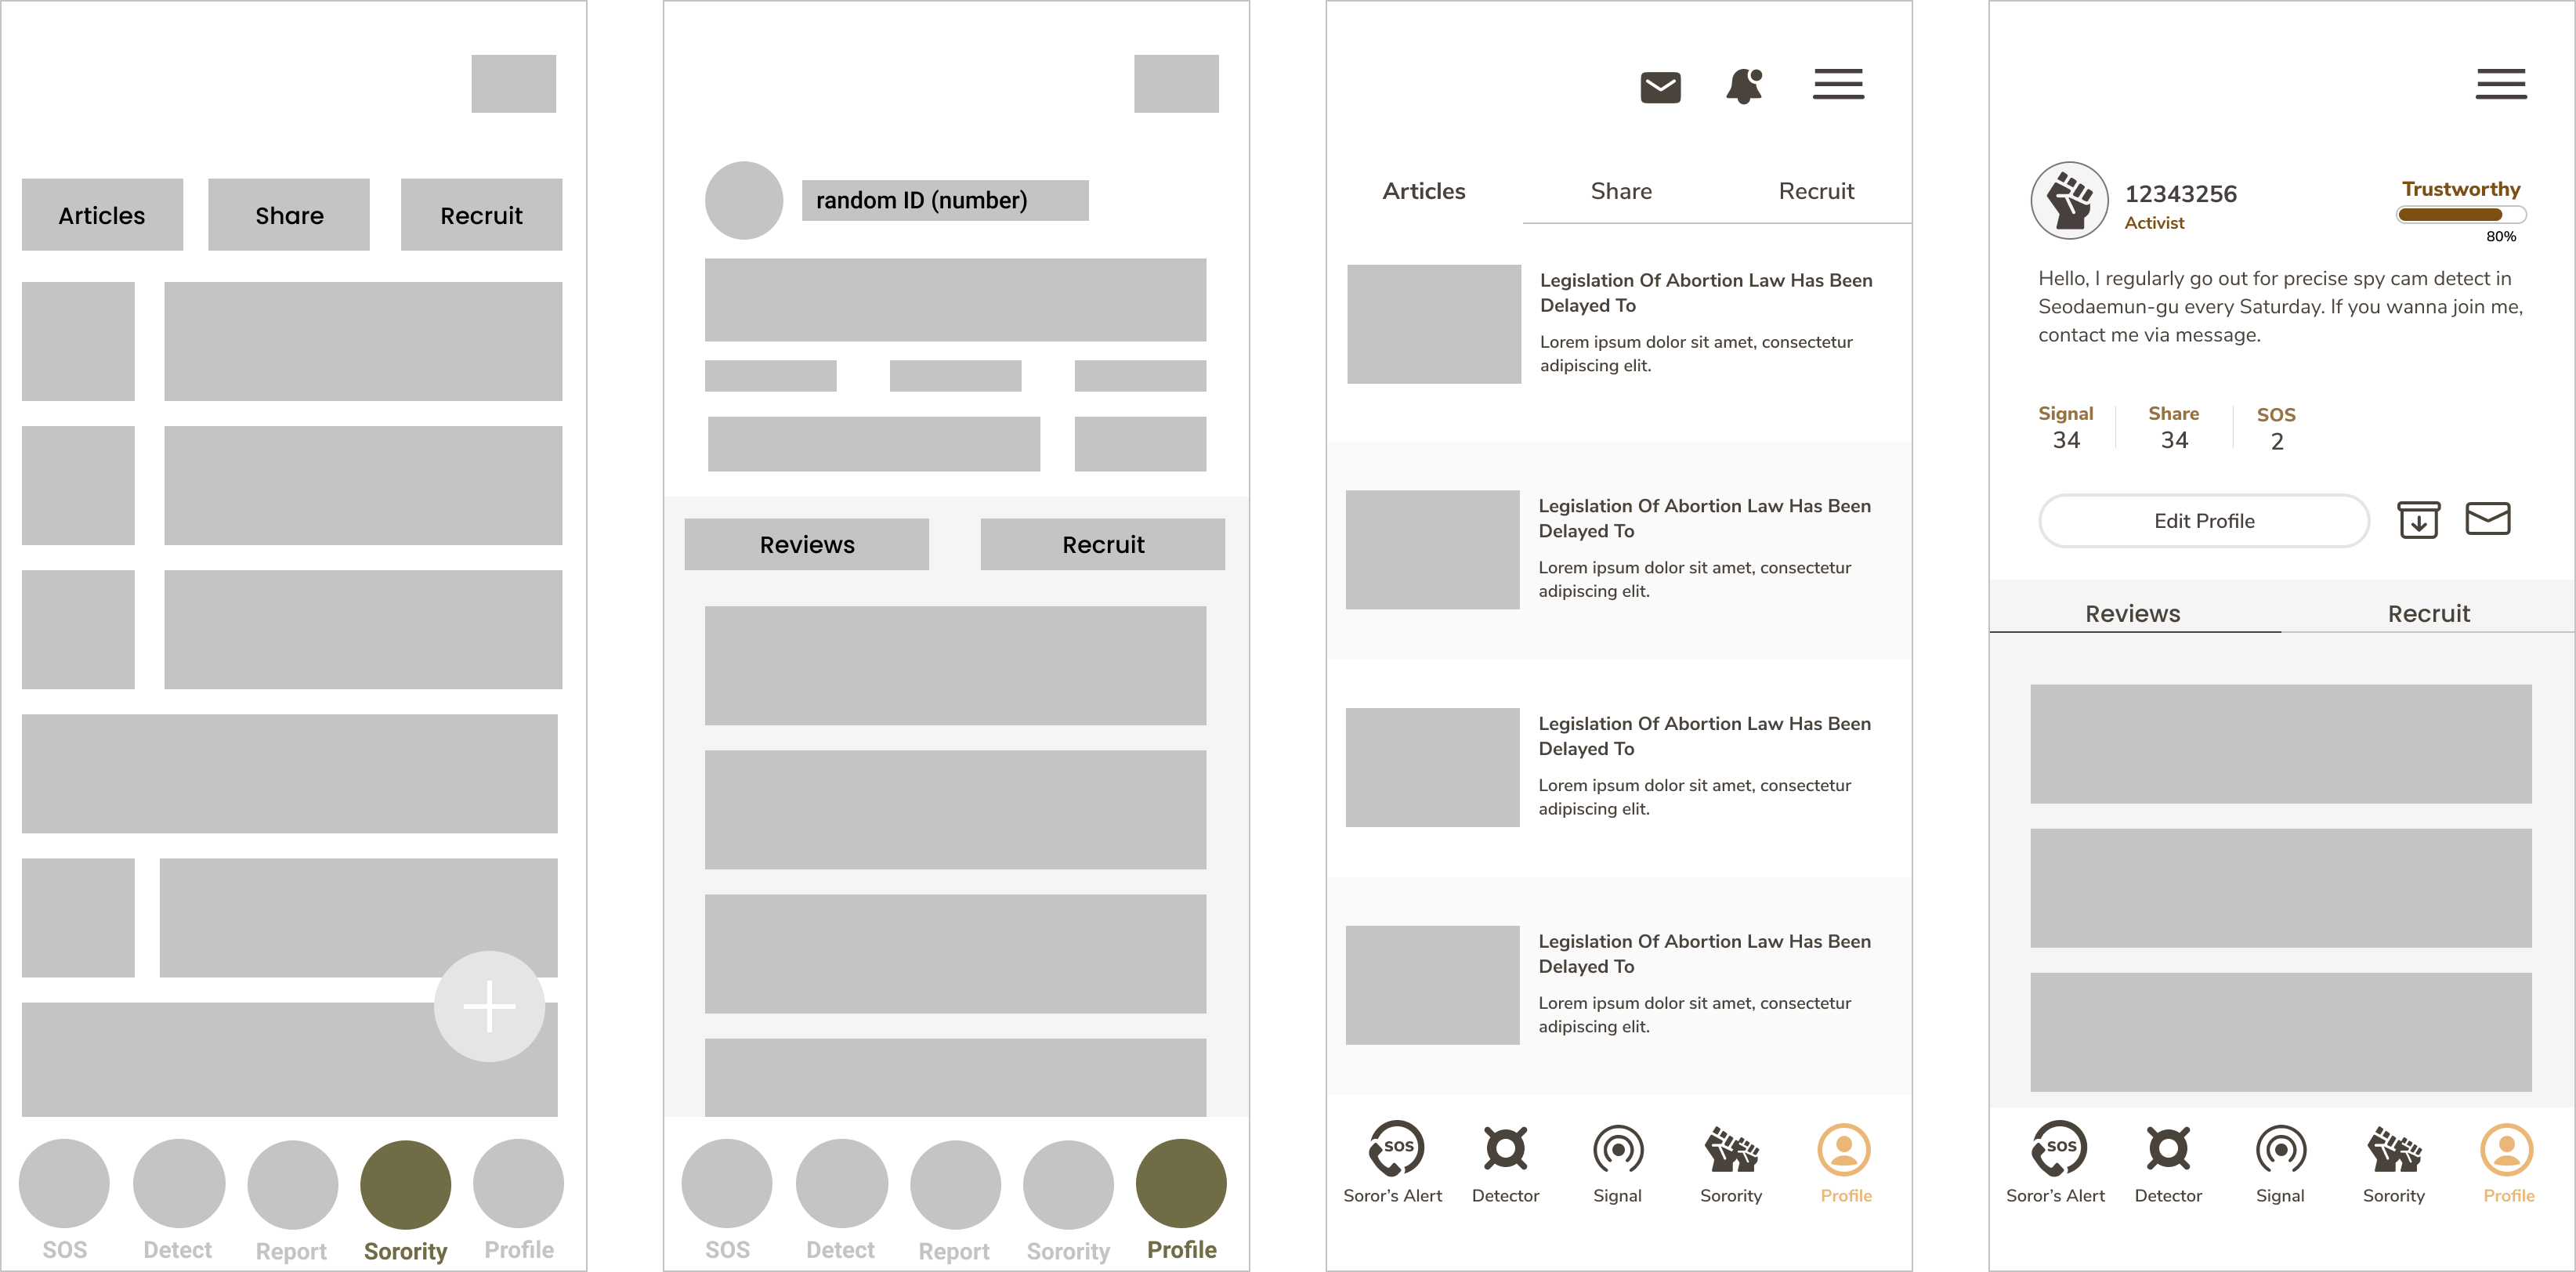 Articles
Share
Recruit
SOS
Detect
Report
Sorority
Profile
random ID (number)
Reviews
Recruit
SOS
Detect
Report
Sorority
Profile
Articles
Share
Recruit
Legislation Of Abortion Law Has Been
Delayed To
Lorem ipsum dolor sit amet, consectetur
adipiscing elit.
Legislation Of Abortion Law Has Been
Delayed To
Lorem ipsum dolor sit amet, consectetur
adipiscing elit.
Legislation Of Abortion Law Has Been
Delayed To
Lorem ipsum dolor sit amet, consectetur
adipiscing elit.
Legislation Of Abortion Law Has Been
Delayed To
Lorem ipsum dolor sit amet, consectetur
adipiscing elit.
SOS
Soror's Alert
Detector
Signal
Sorority
Profile
12343256
Activist
Trustworthy
80%
Hello, I regularly go out for precise spy cam detect in
Seodaemun-gu every Saturday. If you wanna join me,
contact me via message.
Signal
34
Share
34
SOS
2
Edit Profile
Reviews
Recruit
SOS
Soror's Alert
Detector
Signal
Sorority
Profile